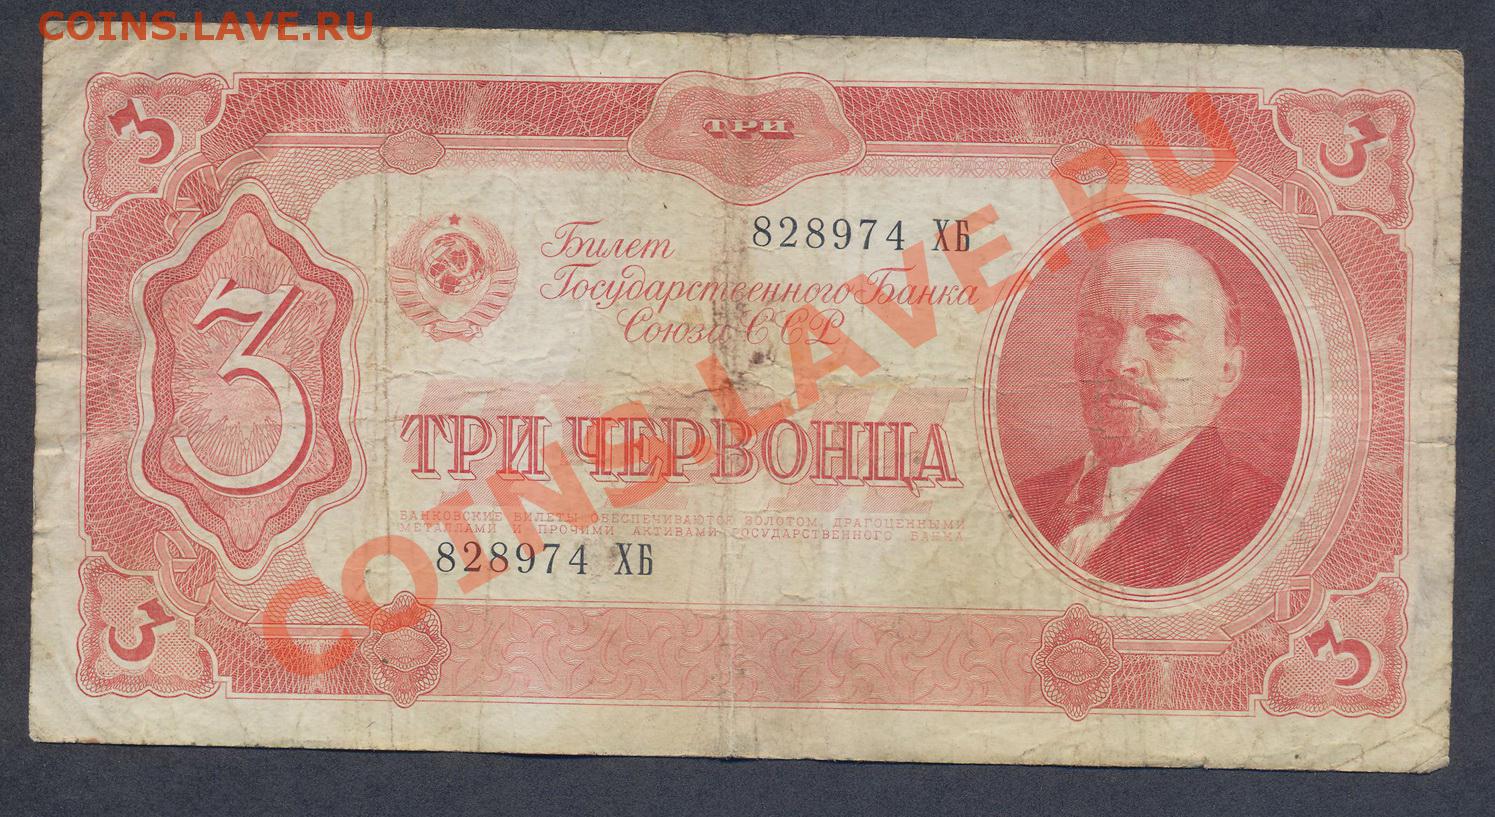 COINS.LAVE.RU
3
ТРИ
3
828974 ХБ
Билет
Государственного Банка
Союза ССР
3
ТРИ ЧЕРВОНЦА
БАНКОВСКИЕ БИЛЕТЫ ОБЕСПЕЧИВАЮТСЯ ЗОЛОТОМ, ДРАГОЦЕННЫМИ
МЕТАЛЛАМИ И ПРОЧИМИ АКТИВАМИ ГОСУДАРСТВЕННОГО БАНКА
828974 ХБ
3
3
COINS.LAVE.RU